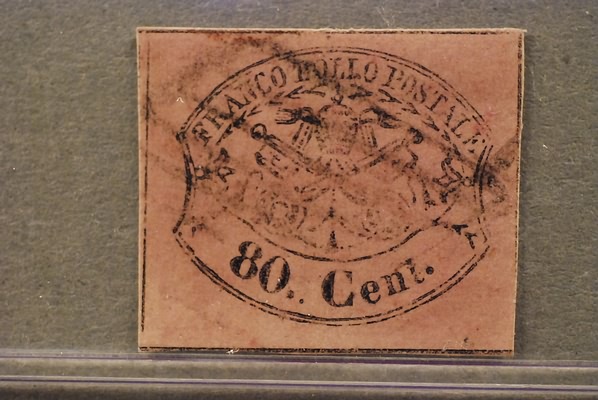 FRANCO BOLLO POSTALE
80.. Cent.